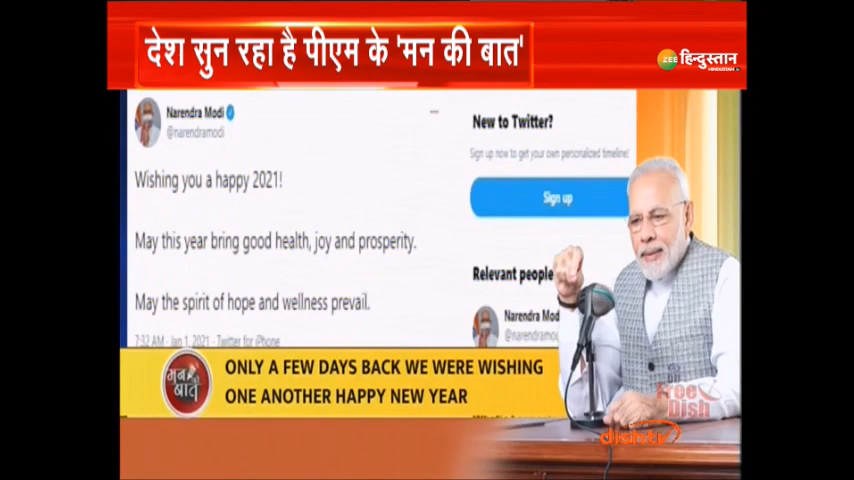 देश सुन रहा है पीएम के 'मन की बात'
ZEE हिन्दुस्तान
HINDUSTAN
Narendra Modi
@narendramodi
Wishing you a happy 2021!
May this year bring good health, joy and prosperity.
May the spirit of hope and wellness prevail.
7:32 AM · Jan 1, 2021 · Twitter for iPhone
New to Twitter?
Sign up now to get your own personalized timeline!
Sign up
Relevant people
Narendra Mod
@narendramo
मन की बात
ONLY A FEW DAYS BACK WE WERE WISHING
ONE ANOTHER HAPPY NEW YEAR
Free
Dish
dishtv